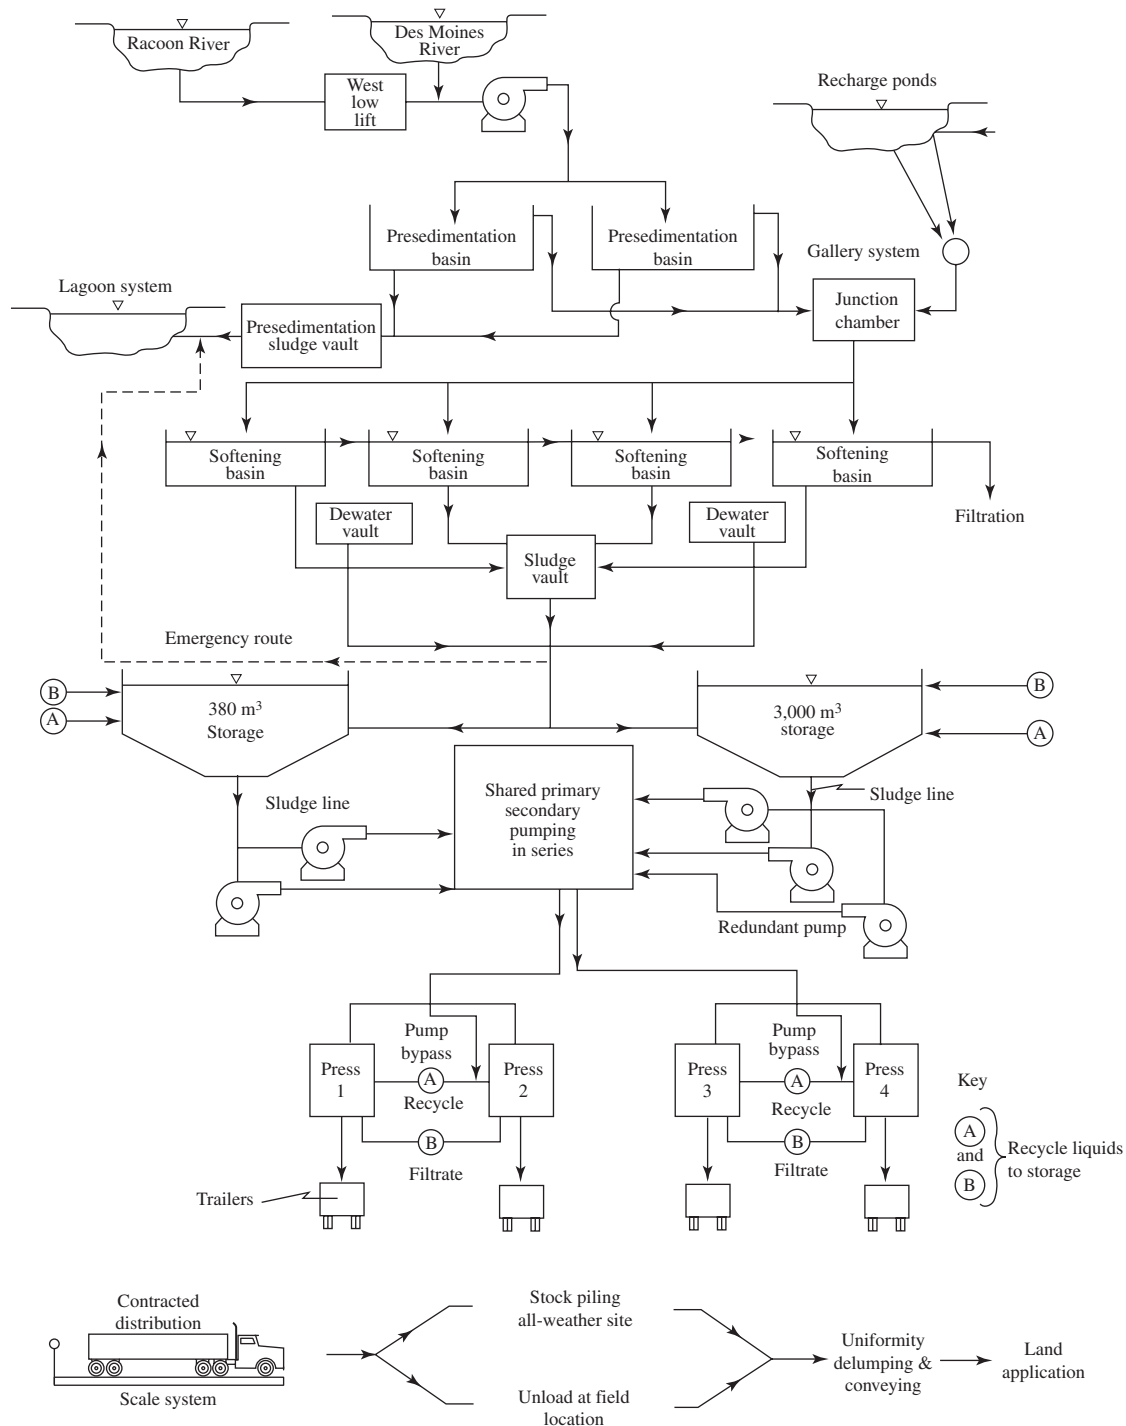 Racoon River
Des Moines
River
West
low
lift
Recharge ponds
Presedimentation
basin
Presedimentation
basin
Gallery system
Lagoon system
Junction
chamber
Presedimentation
sludge vault
Softening
basin
Softening
basin
Softening
basin
Softening
basin
Dewater
vault
Dewater
vault
Filtration
Sludge
vault
Emergency route
B
A
380 m³
Storage
3,000 m³
storage
B
A
Sludge line
Shared primary
secondary
pumping
in series
Sludge line
Redundant pump
Pump
bypass
Press
1
A
Recycle
Press
2
B
Filtrate
Pump
bypass
Press
3
A
Recycle
Press
4
B
Filtrate
Key
A
and
B
Recycle liquids
to storage
Trailers
Contracted
distribution
Scale system
Stock piling
all-weather site
Unload at field
location
Uniformity
delumping &
conveying
Land
application